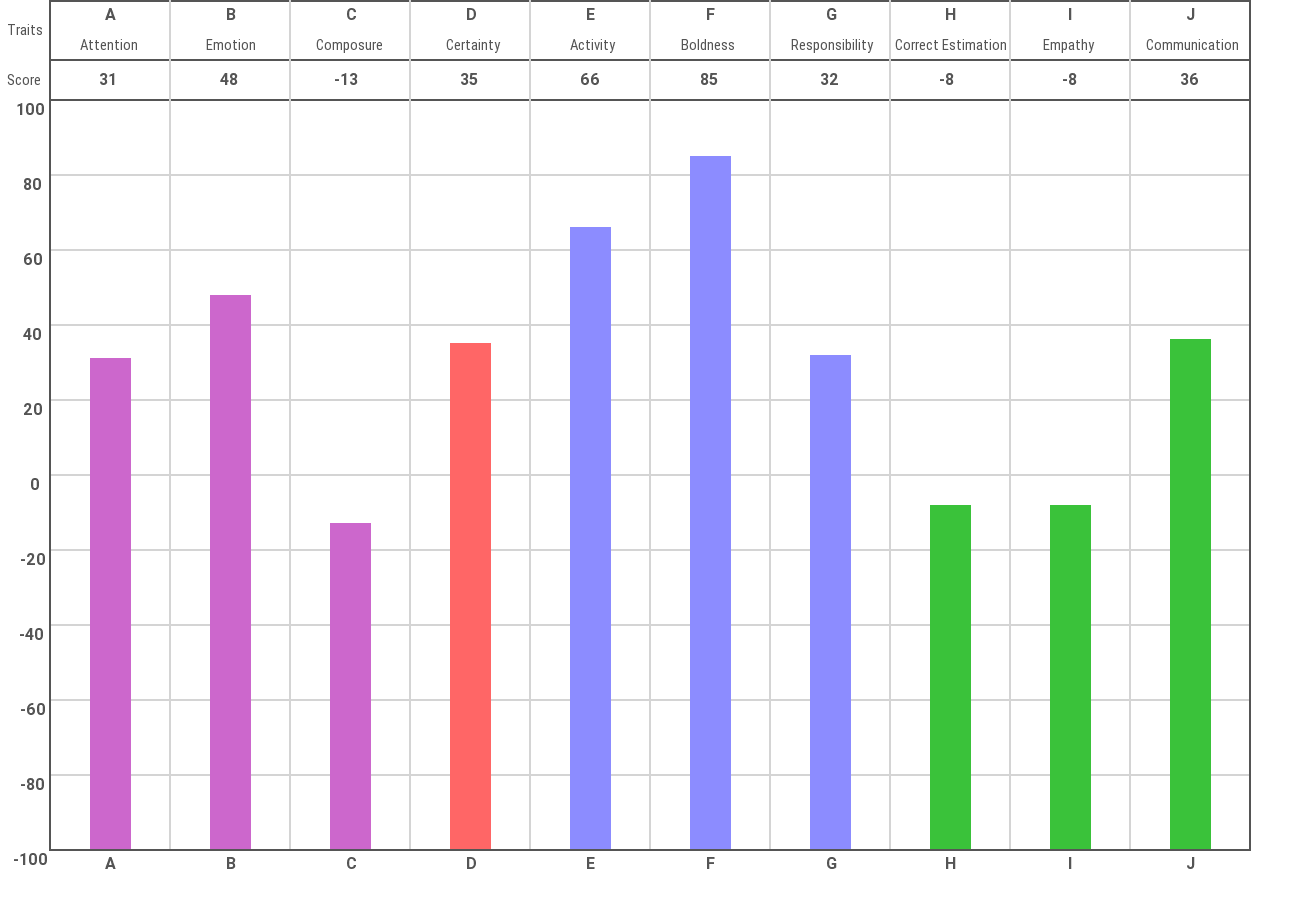 Traits A B C D E F G H I J
Attention Emotion Composure Certainty Activity Boldness Responsibility Correct Estimation Empathy Communication
Score 31 48 -13 35 66 85 32 -8 -8 36
100
80
60
40
20
0
-20
-40
-60
-80
-100
A B C D E F G H I J